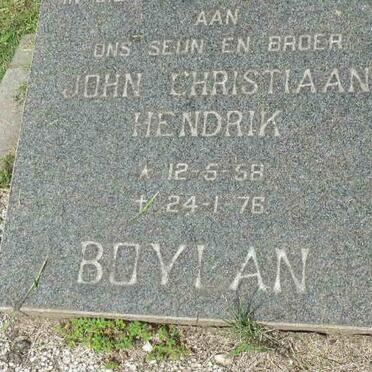 AAN
ONS SEUN EN BROER
JOHN CHRISTIAAN
HENDRIK
* 12-5-58
† 24-1-76
BOYLAN